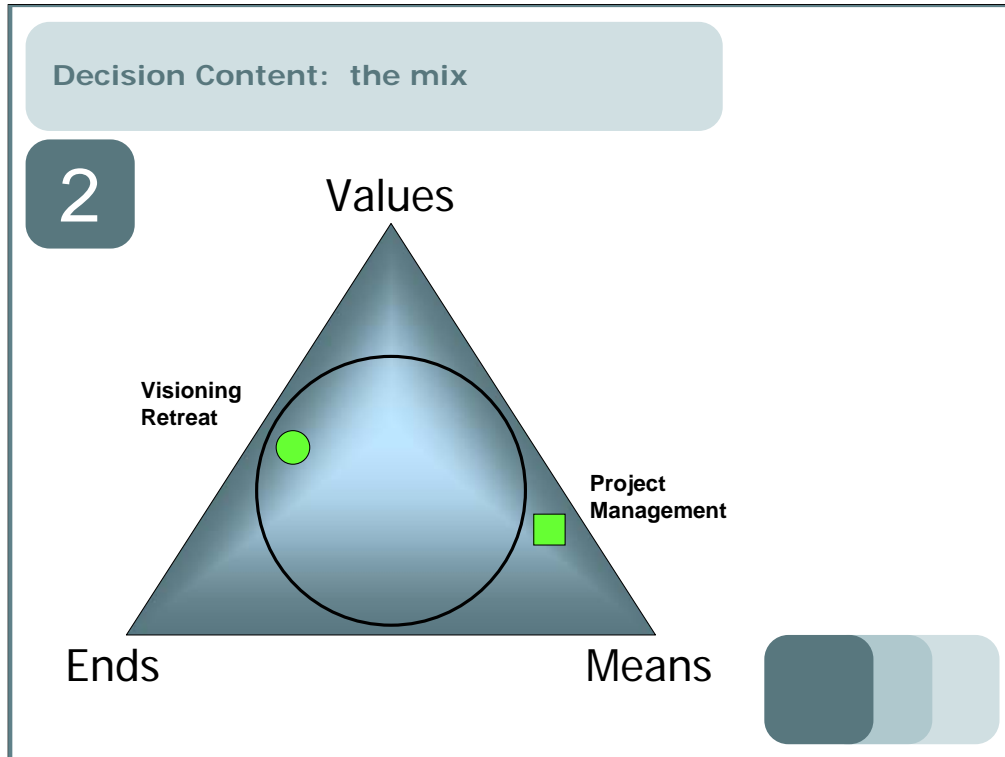 Decision Content: the mix
2
Values
Visioning
Retreat
Project
Management
Ends
Means